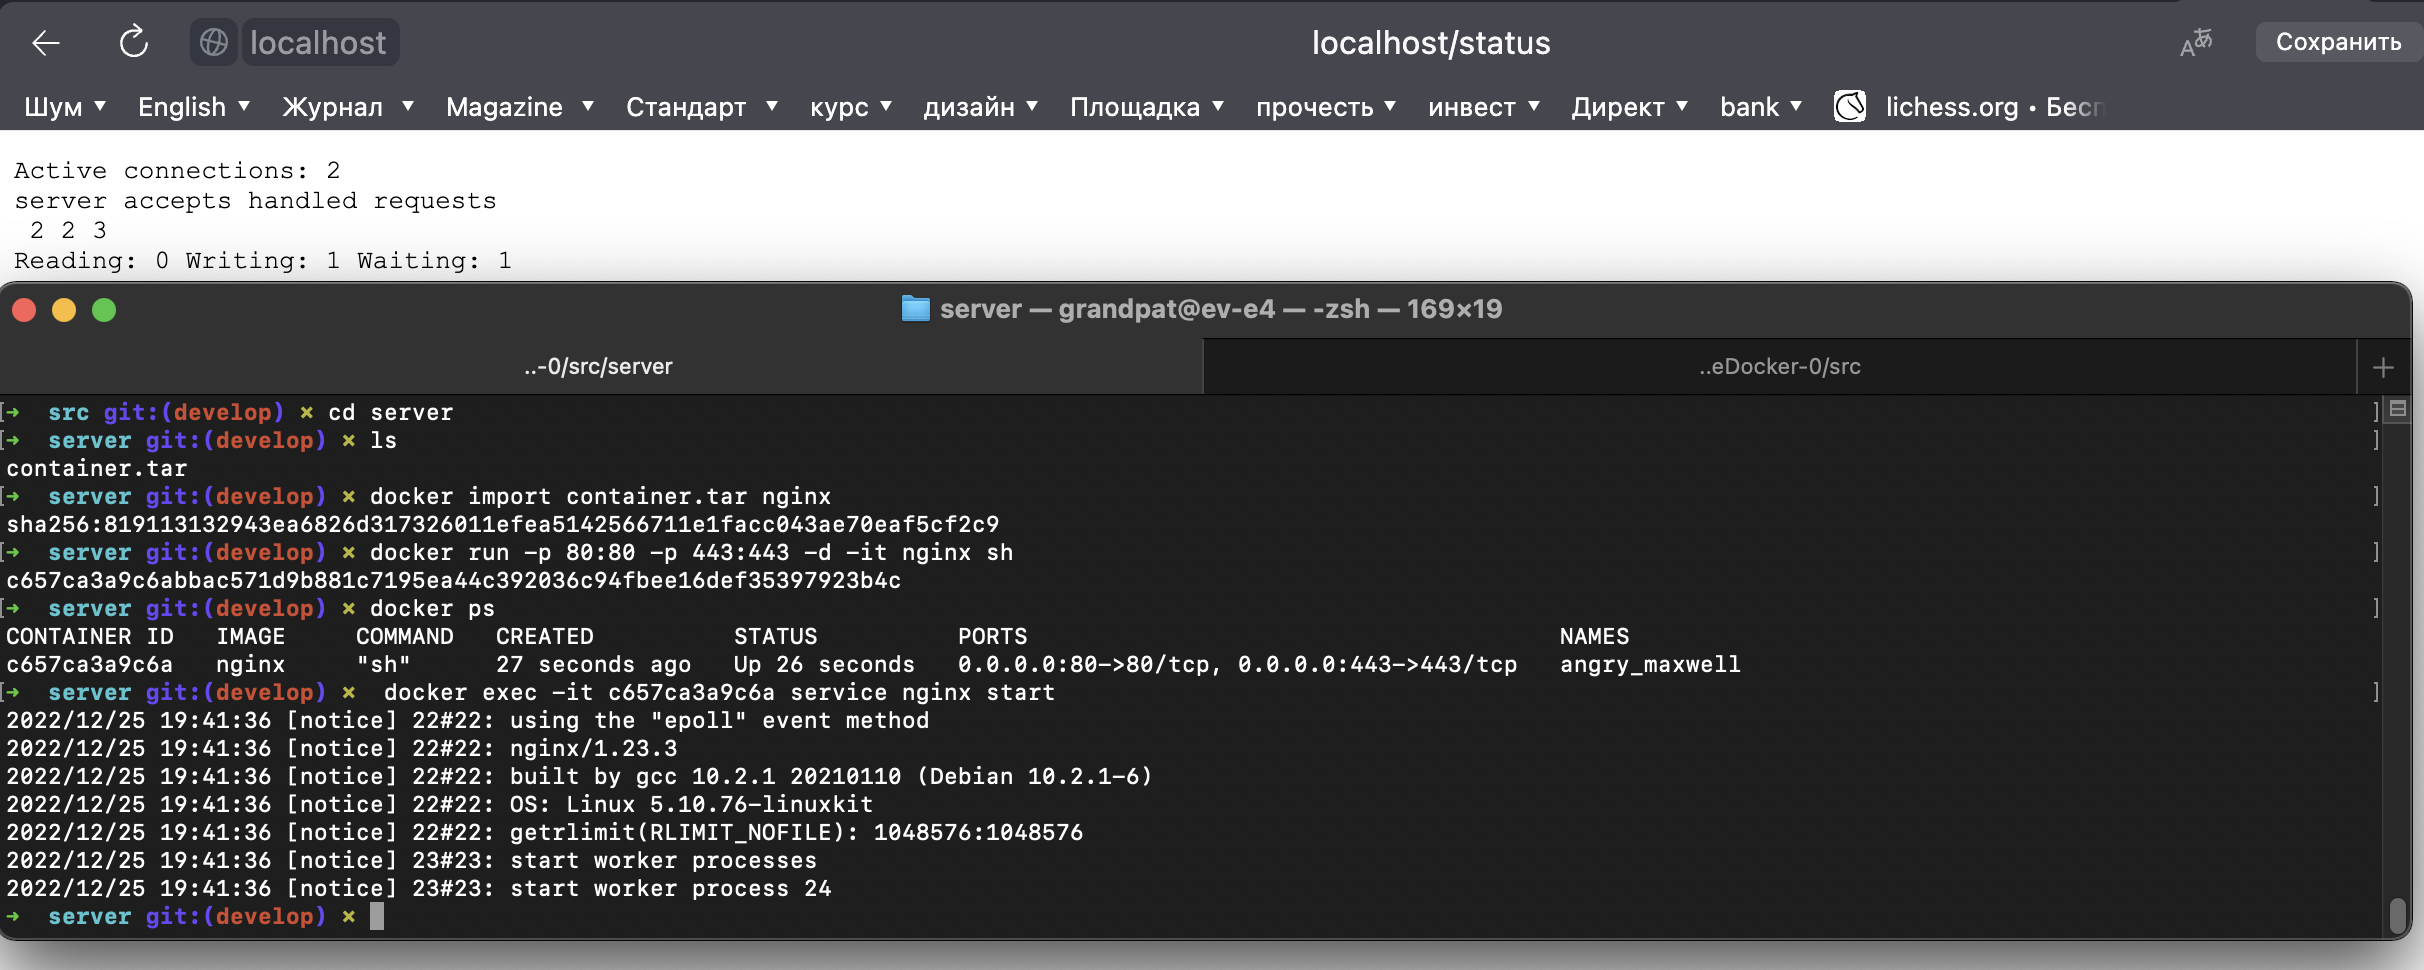 localhost localhost/status Сохранить
Шум English Журнал Magazine Стандарт курс дизайн Площадка прочесть инвест Директ bank lichess.org • Бесп
Active connections: 2
server accepts handled requests
2 2 3
Reading: 0 Writing: 1 Waiting: 1
server — grandpat@ev-e4 — -zsh — 169×19
..-0/src/server ..eDocker-0/src
[➜ src git:(develop) × cd server ]
[➜ server git:(develop) × ls ]
container.tar
[➜ server git:(develop) × docker import container.tar nginx ]
sha256:819113132943ea6826d317326011efea5142566711e1facc043ae70eaf5cf2c9
[➜ server git:(develop) × docker run -p 80:80 -p 443:443 -d -it nginx sh ]
c657ca3a9c6abbac571d9b881c7195ea44c392036c94fbee16def35397923b4c
[➜ server git:(develop) × docker ps ]
CONTAINER ID IMAGE COMMAND CREATED STATUS PORTS NAMES
c657ca3a9c6a nginx "sh" 27 seconds ago Up 26 seconds 0.0.0.0:80->80/tcp, 0.0.0.0:443->443/tcp angry_maxwell
[➜ server git:(develop) × docker exec -it c657ca3a9c6a service nginx start ]
2022/12/25 19:41:36 [notice] 22#22: using the "epoll" event method
2022/12/25 19:41:36 [notice] 22#22: nginx/1.23.3
2022/12/25 19:41:36 [notice] 22#22: built by gcc 10.2.1 20210110 (Debian 10.2.1-6)
2022/12/25 19:41:36 [notice] 22#22: OS: Linux 5.10.76-linuxkit
2022/12/25 19:41:36 [notice] 22#22: getrlimit(RLIMIT_NOFILE): 1048576:1048576
2022/12/25 19:41:36 [notice] 23#23: start worker processes
2022/12/25 19:41:36 [notice] 23#23: start worker process 24
➜ server git:(develop) ×